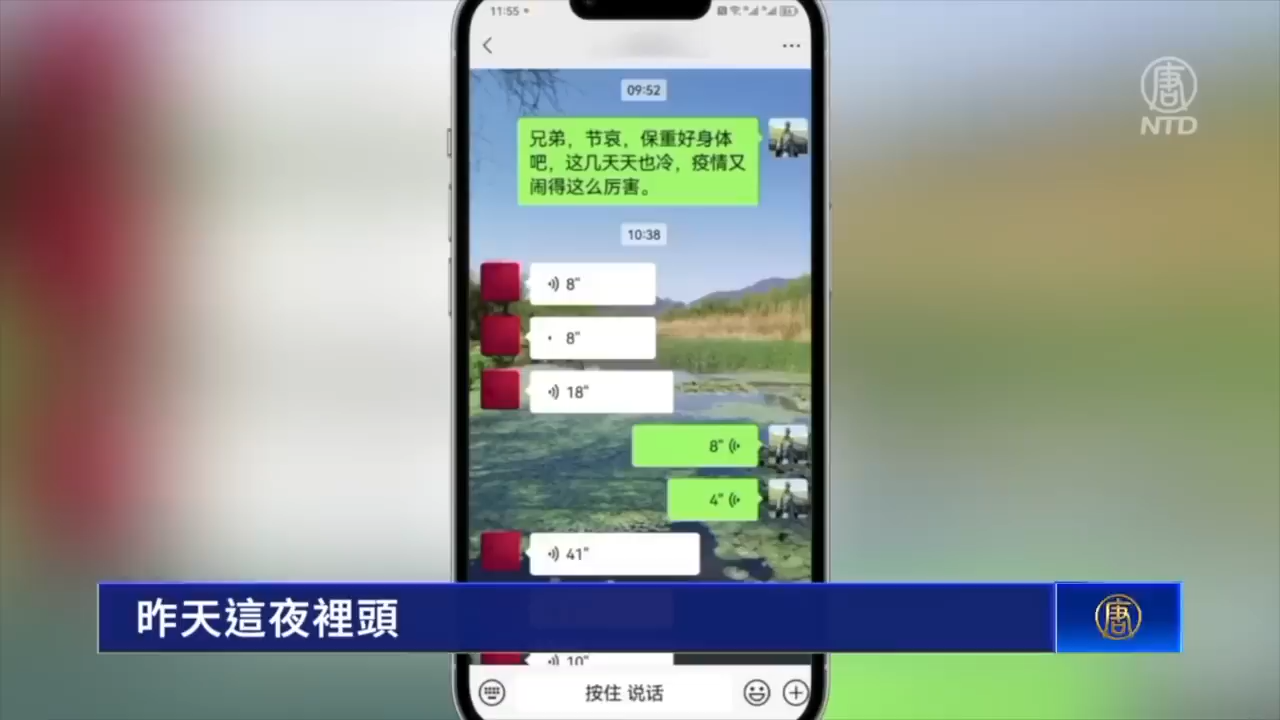 11:55
唐
NTD
09:52
兄弟，节哀，保重好身体
吧，这几天天也冷，疫情又
闹得这么厉害。
10:38
8"
8"
18"
8"
4"
41"
昨天這夜裡頭
唐
10"
按住 说话